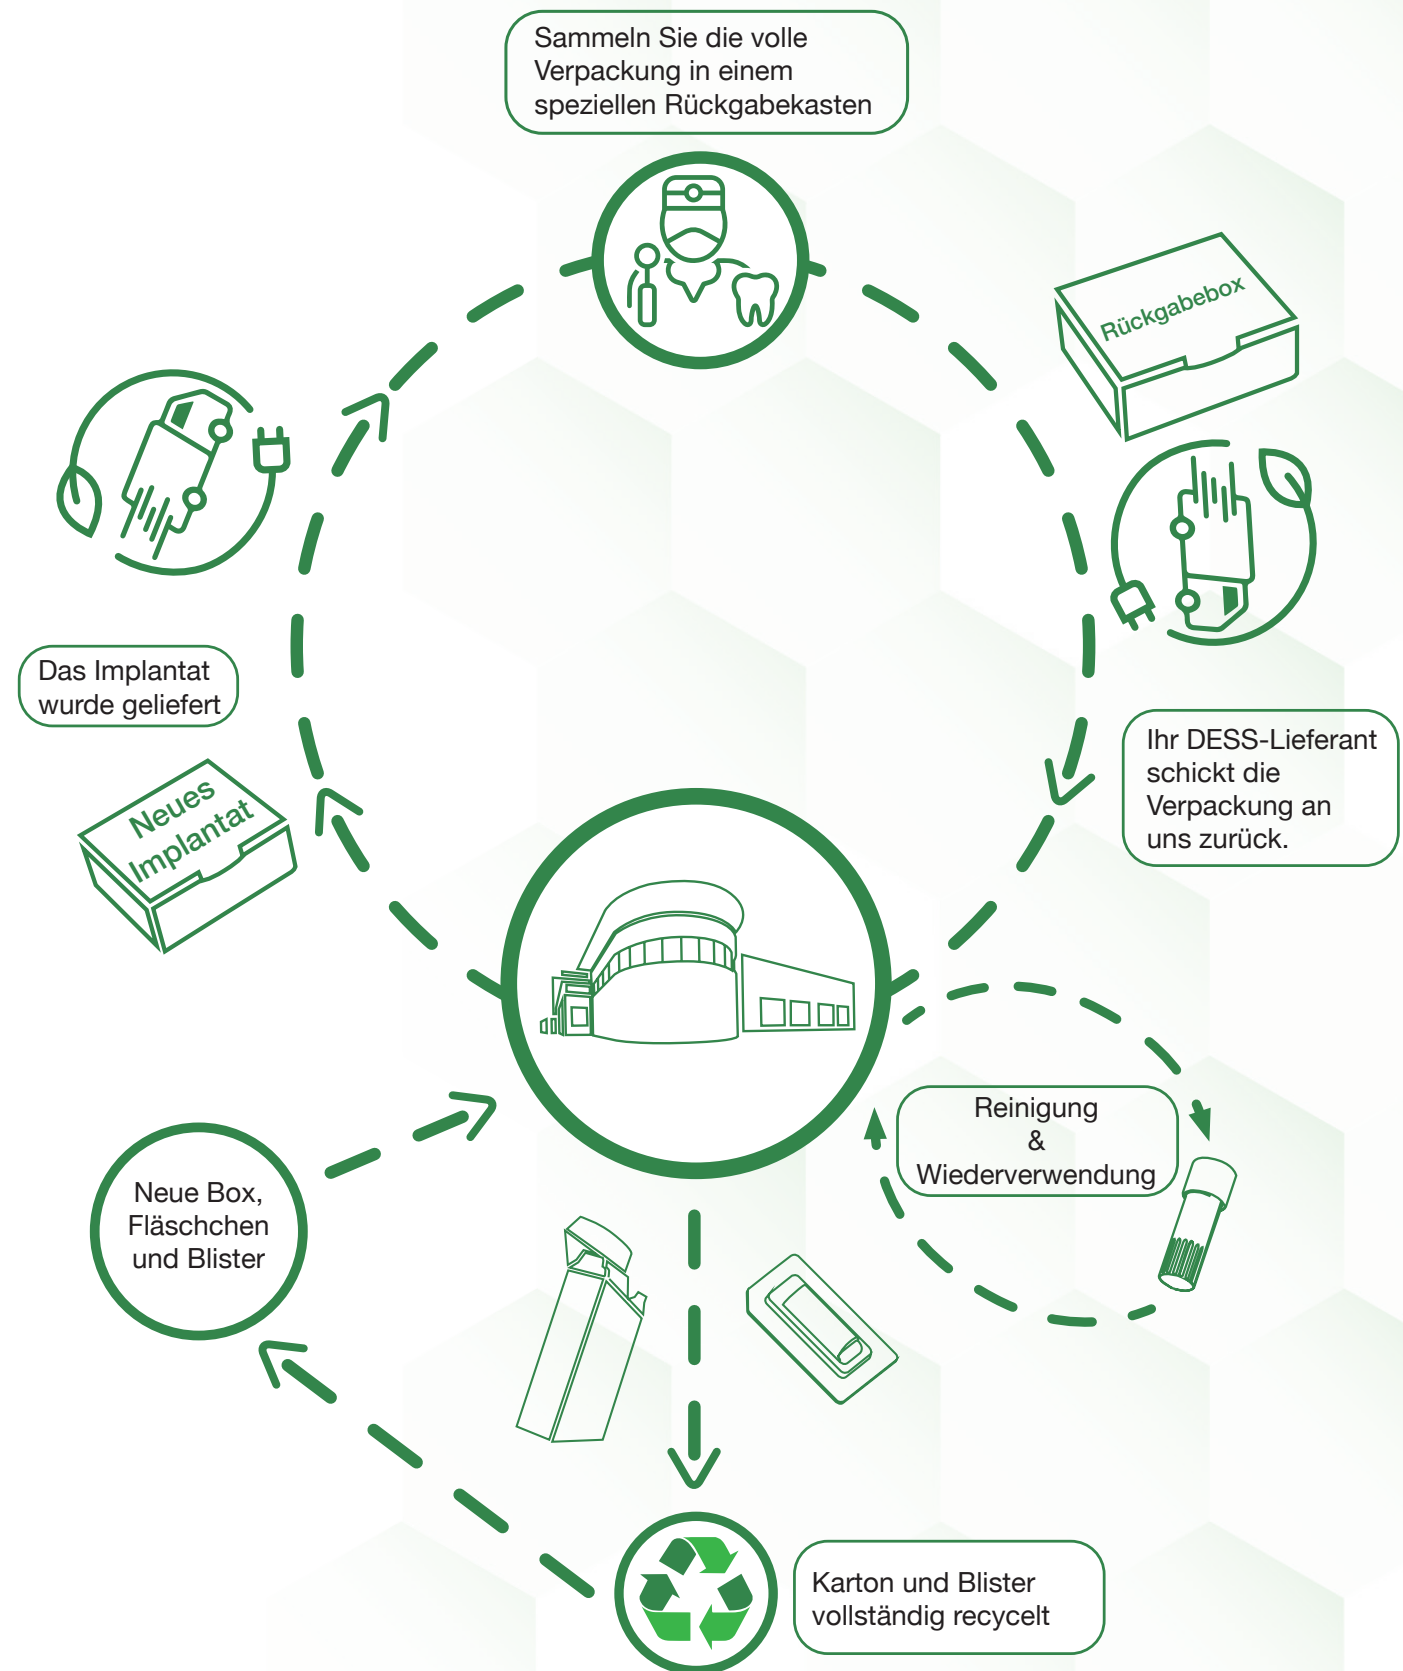 Sammeln Sie die volle
Verpackung in einem
speziellen Rückgabekasten
Rückgabebox
Das Implantat
wurde geliefert
Ihr DESS-Lieferant
schickt die
Verpackung an
uns zurück.
Neues
Implantat
Reinigung
&
Wiederverwendung
Neue Box,
Fläschchen
und Blister
Karton und Blister
vollständig recycelt